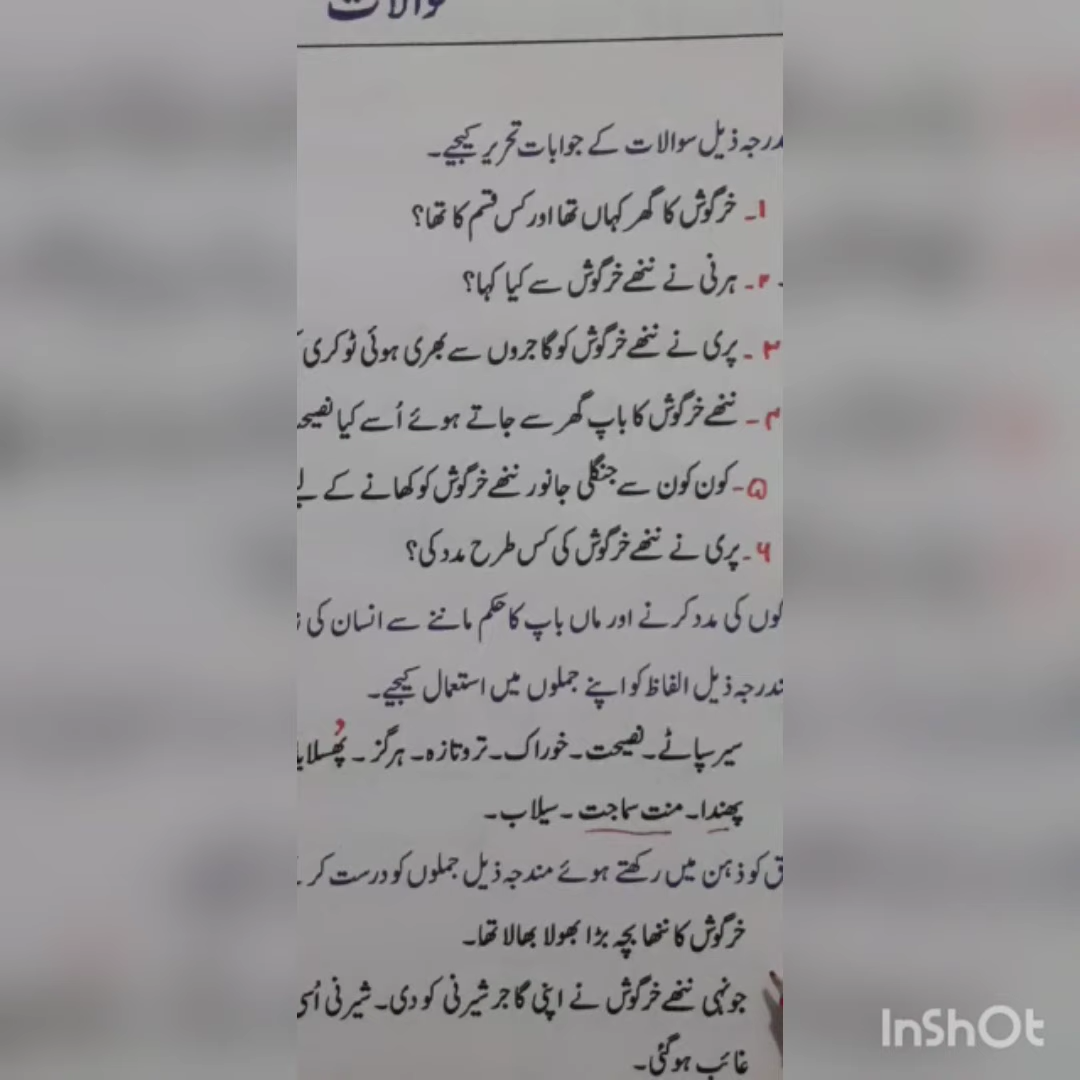 مندرجہ ذیل سوالات کے جوابات تحریر کیجیے۔
۱۔ خرگوش کا گھر کہاں تھا اور کس قسم کا تھا؟
۲۔ ہرنی نے ننھے خرگوش سے کیا کہا؟
۳۔ پری نے ننھے خرگوش کو گاجروں سے بھری ہوئی ٹوکری
۴۔ ننھے خرگوش کا باپ گھر سے جاتے ہوئے اُسے کیا
۵۔ کون کون سے جنگلی جانور ننھے خرگوش کو کھانے کے
۶۔ پری نے ننھے خرگوش کی کس طرح مدد کی؟
کی مدد کرنے اور ماں باپ کا حکم ماننے سے انسان کی
مندرجہ ذیل الفاظ کو اپنے جملوں میں استعمال کیجیے۔
سیر سپاٹے۔ نصیحت۔ خوراک۔ تروتازہ۔ ہرگز۔ پُھسلا
پھندا۔ منت سماجت۔ سیلاب۔
کو ذہن میں رکھتے ہوئے مندجہ ذیل جملوں کو درست کر
خرگوش کا ننھا بچہ بڑا بھولا بھالا تھا۔
جونہی ننھے خرگوش نے اپنی گاجر شیرنی کو دی۔ شیرنی اُسی
غائب ہو گئی۔
InShOt